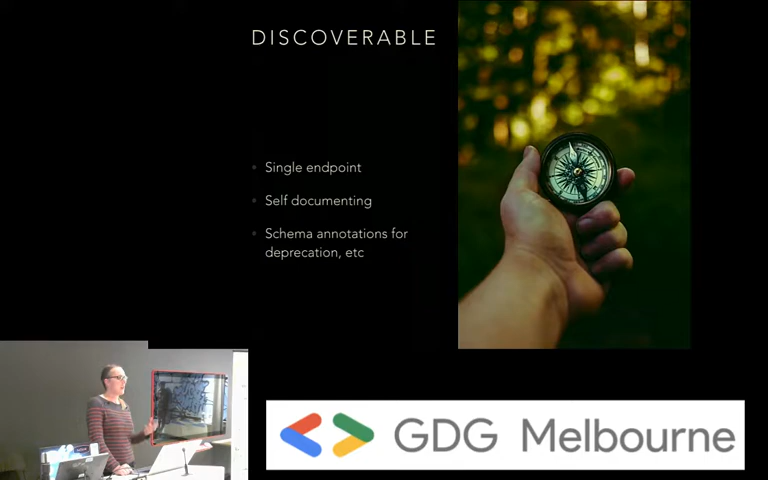 DISCOVERABLE
Single endpoint
Self documenting
Schema annotations for
deprecation, etc
GDG Melbourne